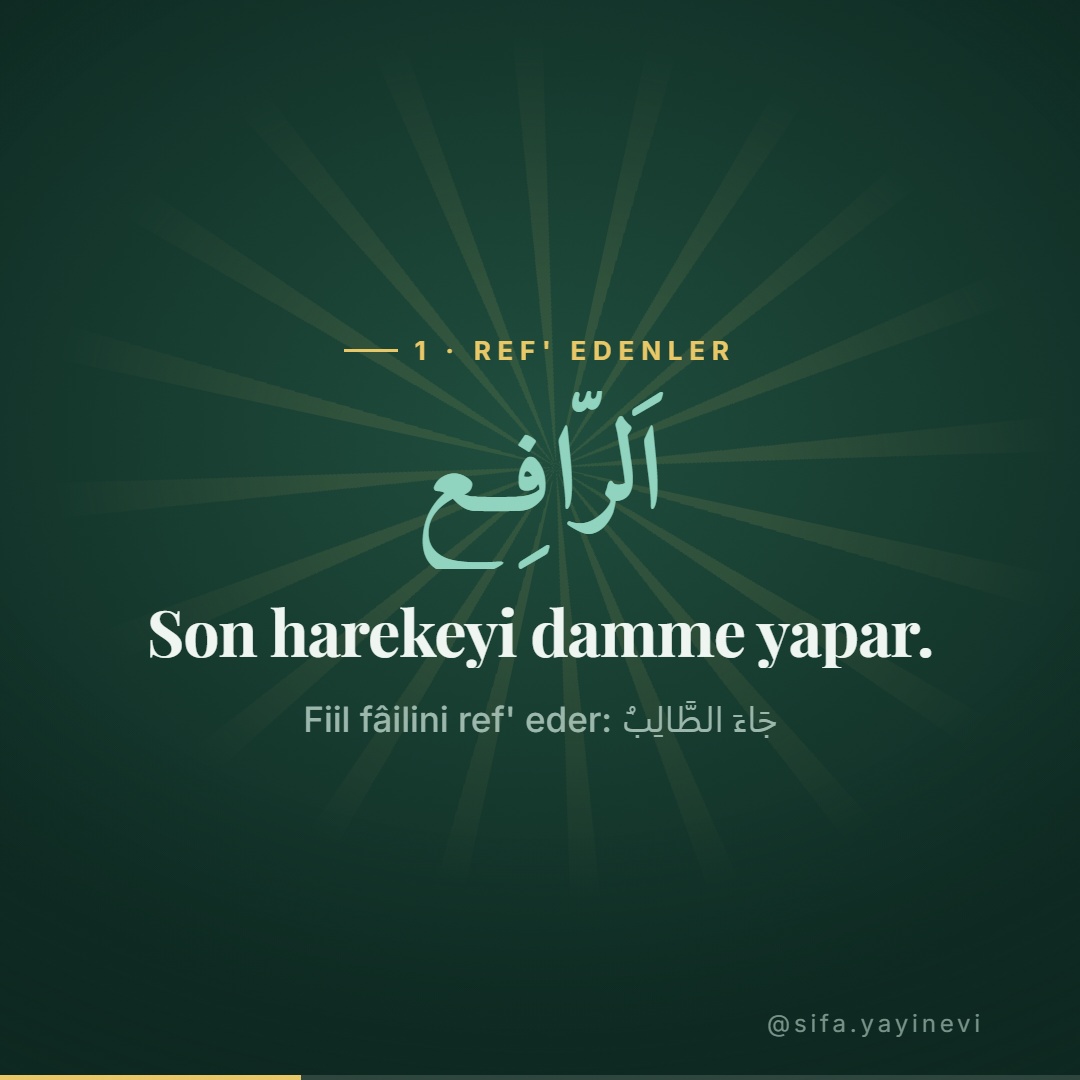 1 · REF' EDENLER
اَلرّافِع
Son harekeyi damme yapar.
Fiil fâilini ref' eder: جَاءَ الطَّالِبُ
@sifa.yayinevi